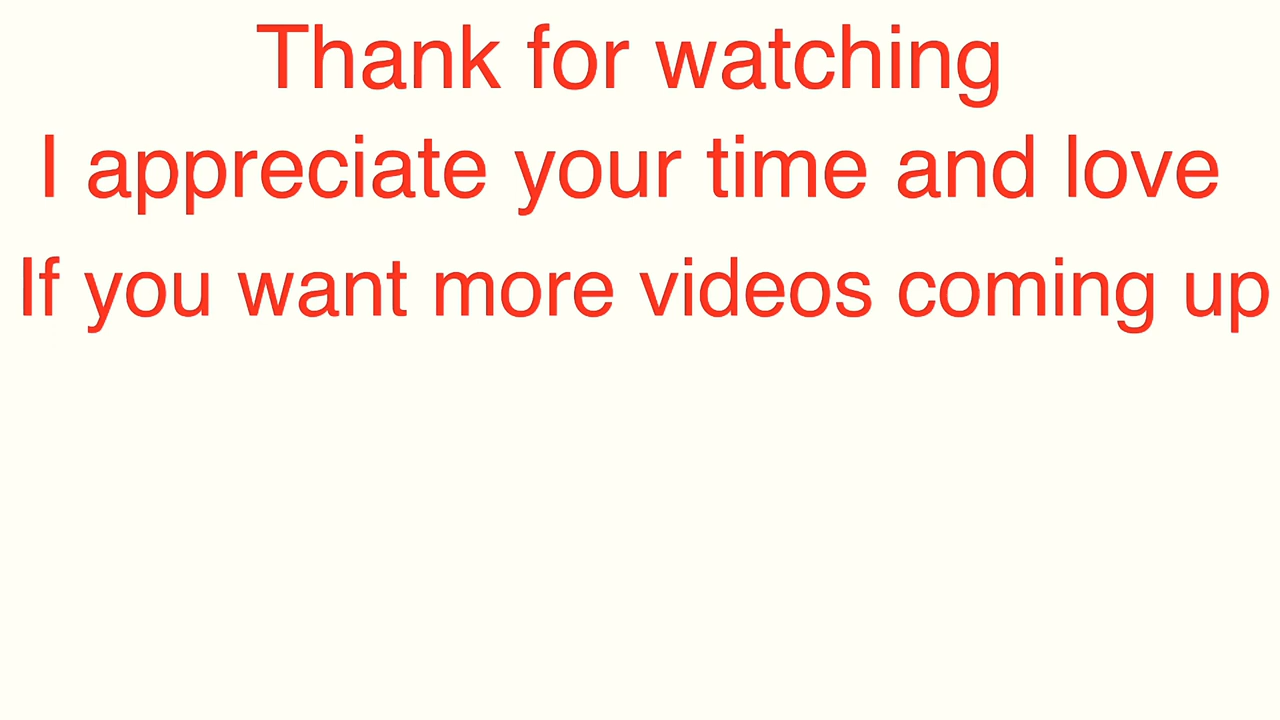 Thank for watching
I appreciate your time and love
If you want more videos coming up